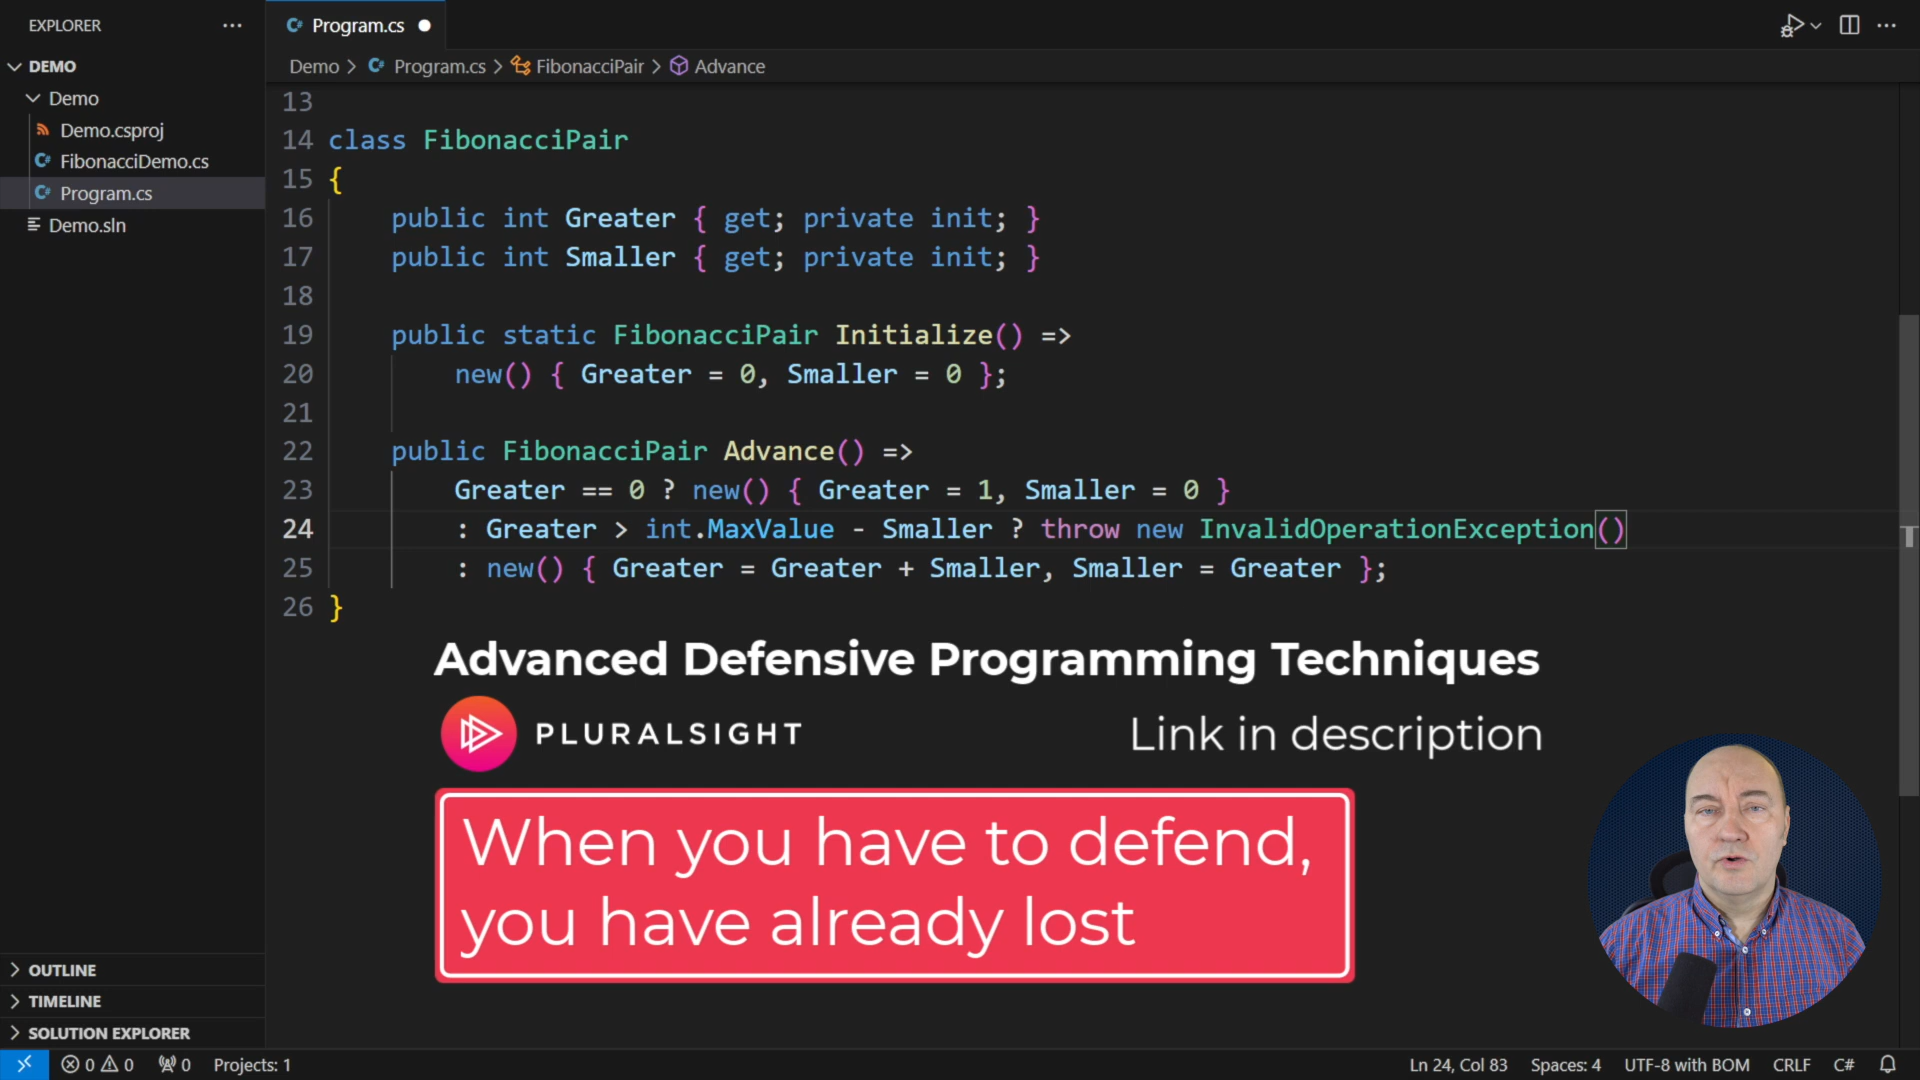 EXPLORER
DEMO
Demo
Demo.csproj
FibonacciDemo.cs
Program.cs
Demo.sln
OUTLINE
TIMELINE
SOLUTION EXPLORER
Program.cs
Demo > Program.cs > FibonacciPair > Advance
13
14 class FibonacciPair
15 {
16     public int Greater { get; private init; }
17     public int Smaller { get; private init; }
18
19     public static FibonacciPair Initialize() =>
20         new() { Greater = 0, Smaller = 0 };
21
22     public FibonacciPair Advance() =>
23         Greater == 0 ? new() { Greater = 1, Smaller = 0 }
24         : Greater > int.MaxValue - Smaller ? throw new InvalidOperationException()
25         : new() { Greater = Greater + Smaller, Smaller = Greater };
26 }
Advanced Defensive Programming Techniques
PLURALSIGHT Link in description
When you have to defend,
you have already lost
0 0 0 Projects: 1 Ln 24, Col 83 Spaces: 4 UTF-8 with BOM CRLF C#